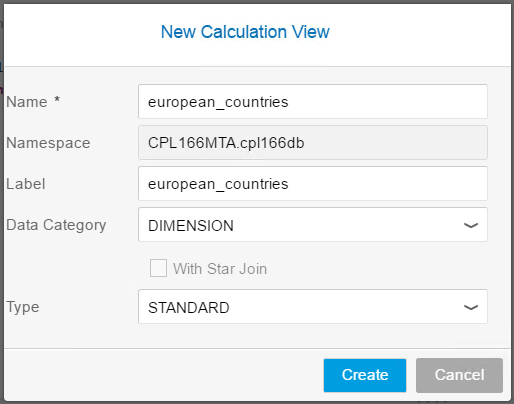 New Calculation View
Name *
european_countries
Namespace
CPL166MTA.cpl166db
Label
european_countries
Data Category
DIMENSION
With Star Join
Type
STANDARD
Create
Cancel